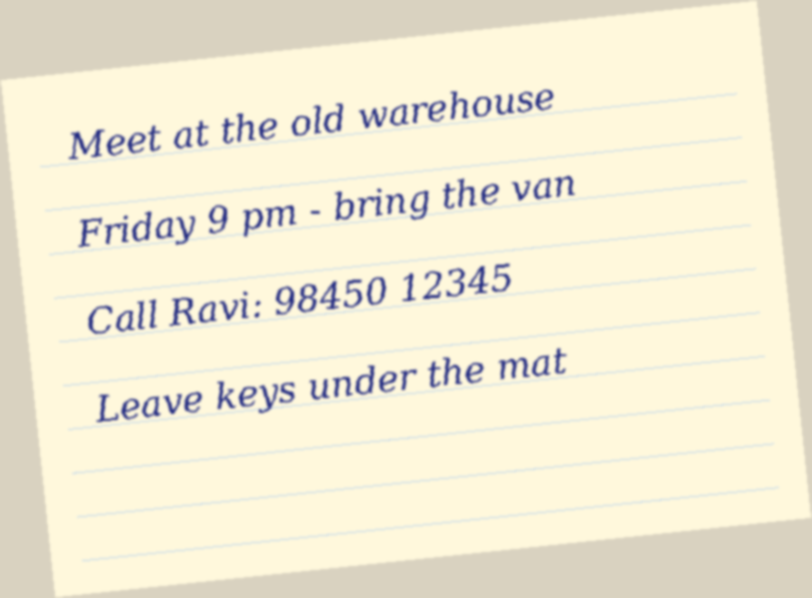 Meet at the old warehouse
Friday 9 pm - bring the van
Call Ravi: 98450 12345
Leave keys under the mat